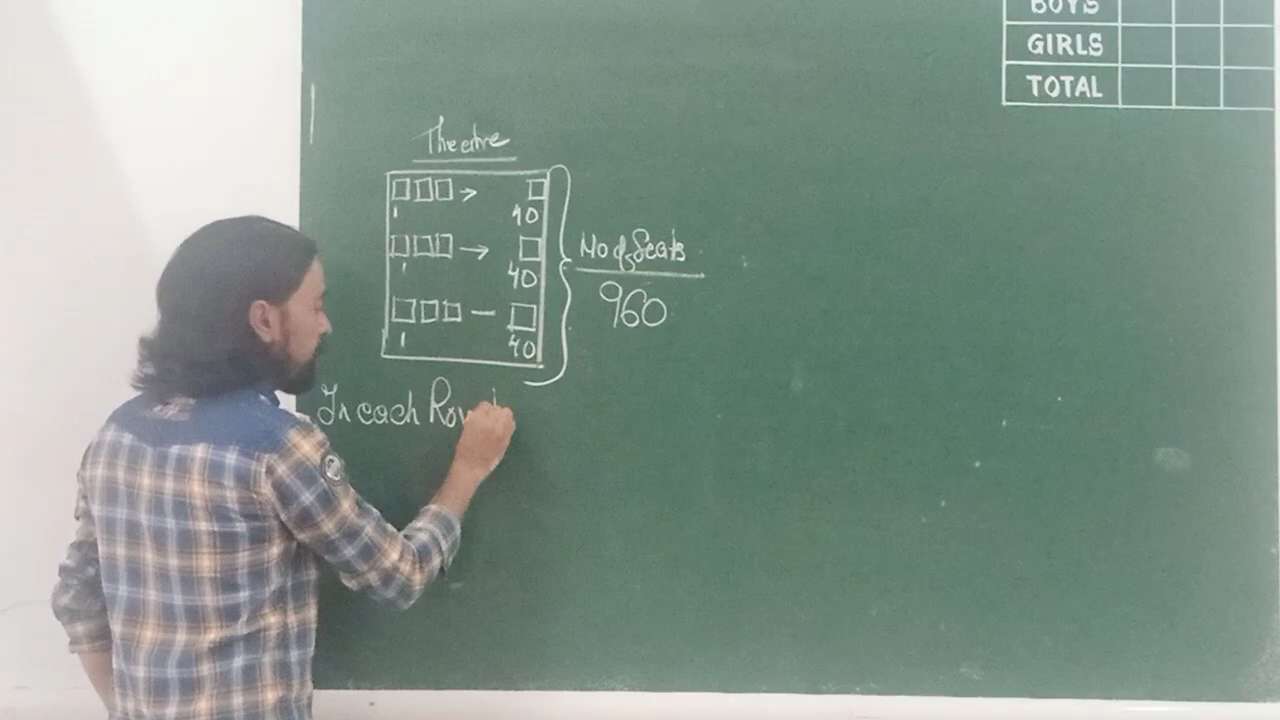 BOYS
GIRLS
TOTAL
Theatre
1 40
1 40
1 40
No of Seats
960
In each Row